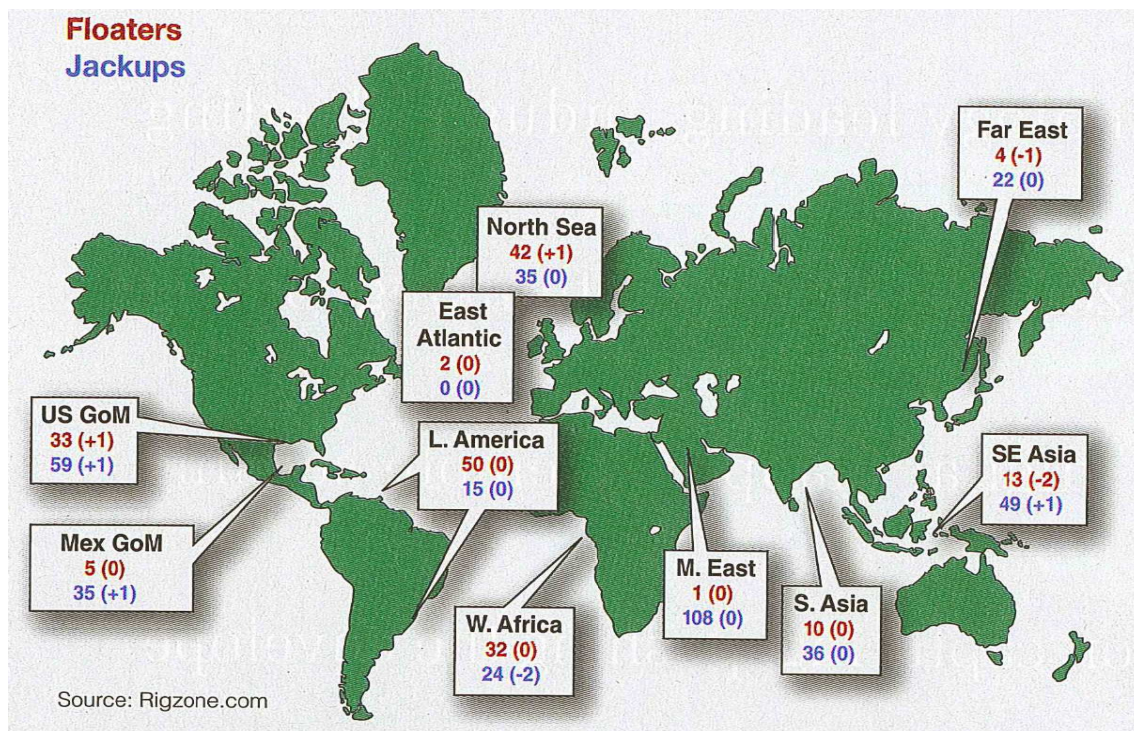 Floaters
Jackups
Far East
4 (-1)
22 (0)
North Sea
42 (+1)
35 (0)
East
Atlantic
2 (0)
0 (0)
US GoM
33 (+1)
59 (+1)
L. America
50 (0)
15 (0)
SE Asia
13 (-2)
49 (+1)
Mex GoM
5 (0)
35 (+1)
M. East
1 (0)
108 (0)
S. Asia
10 (0)
36 (0)
W. Africa
32 (0)
24 (-2)
Source: Rigzone.com